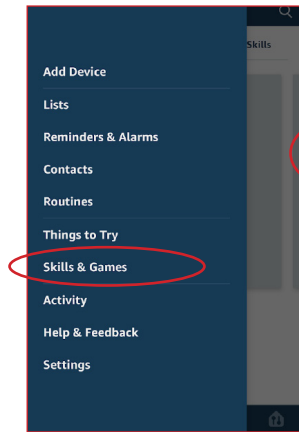 Skills
Add Device
Lists
Reminders & Alarms
Contacts
Routines
Things to Try
Skills & Games
Activity
Help & Feedback
Settings